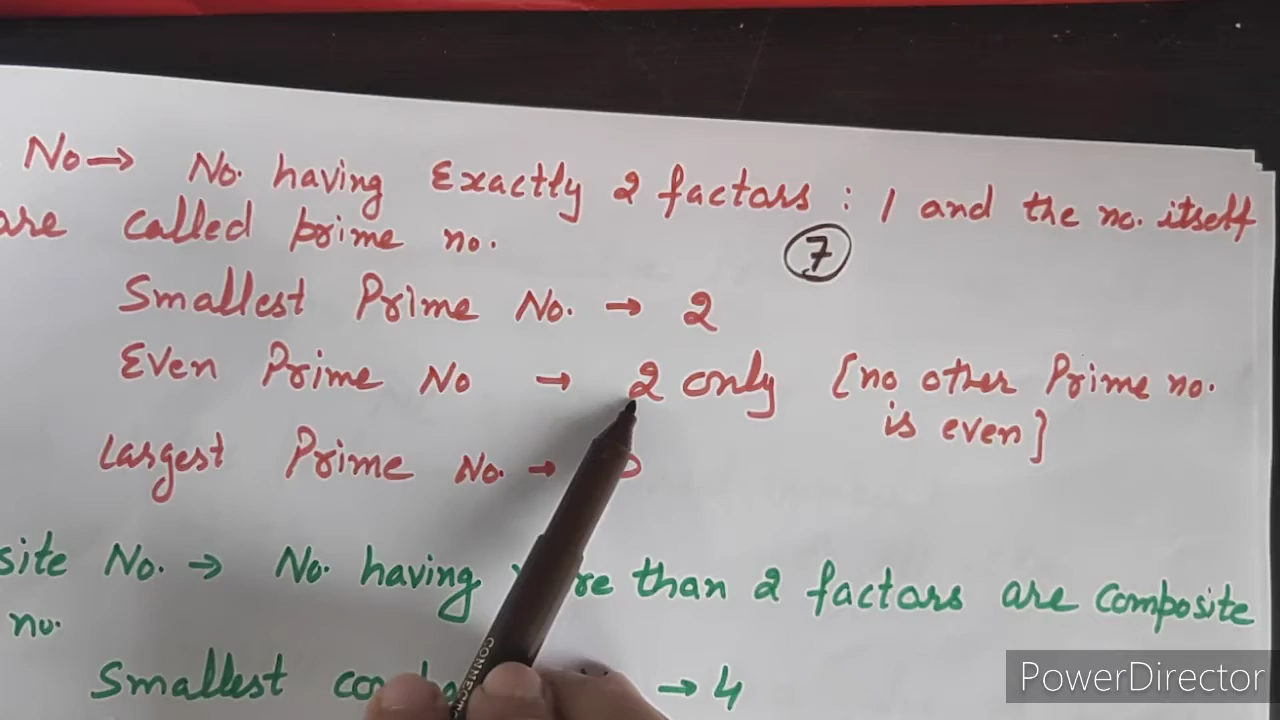 No → No. having Exactly 2 factors : 1 and the no. itself
are called prime no.
7
Smallest Prime No. → 2
Even Prime No → 2 only [no other Prime no.
is even]
Largest Prime No. →
site No. → No. having than 2 factors are composite
no.
Smallest → 4
CONNECT
PowerDirector